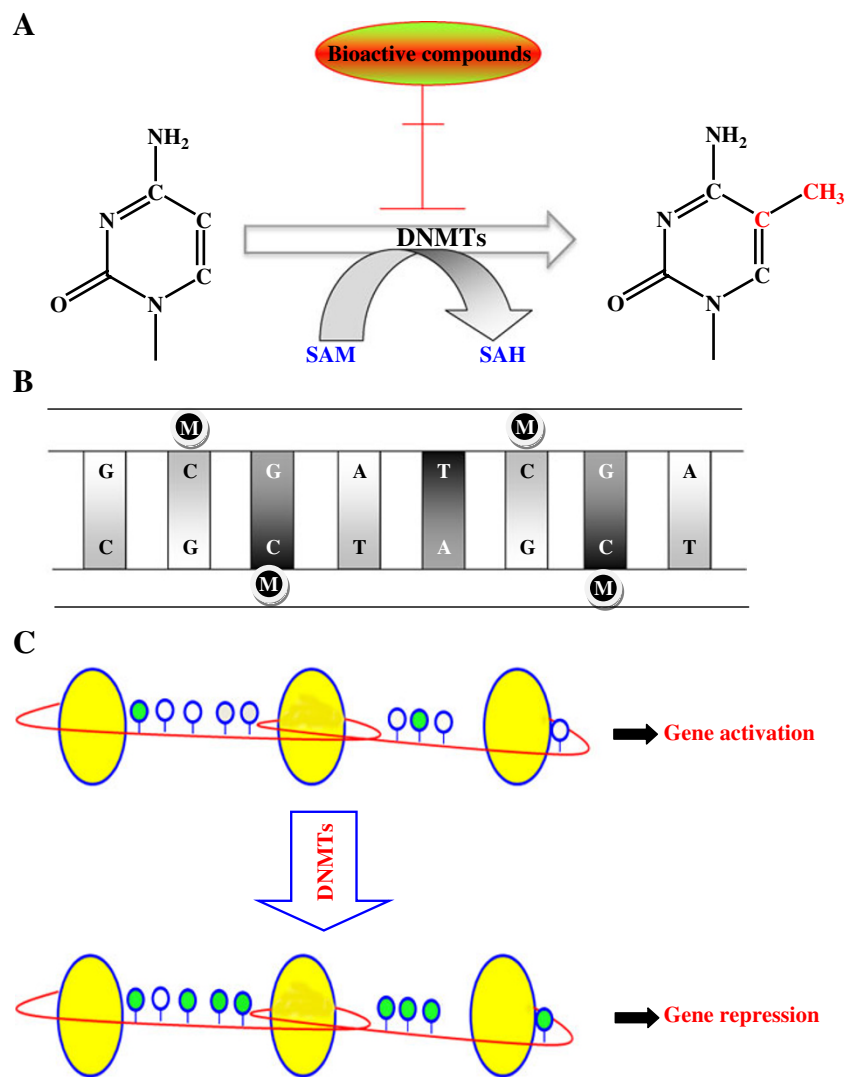 A
Bioactive compounds
NH2
N
C
C
C
N
O
DNMTs
SAM
SAH
NH2
CH3
N
C
C
C
N
O
B
M
M
G C G A T C G A
C G C T A G C T
M
M
C
Gene activation
DNMTs
Gene repression